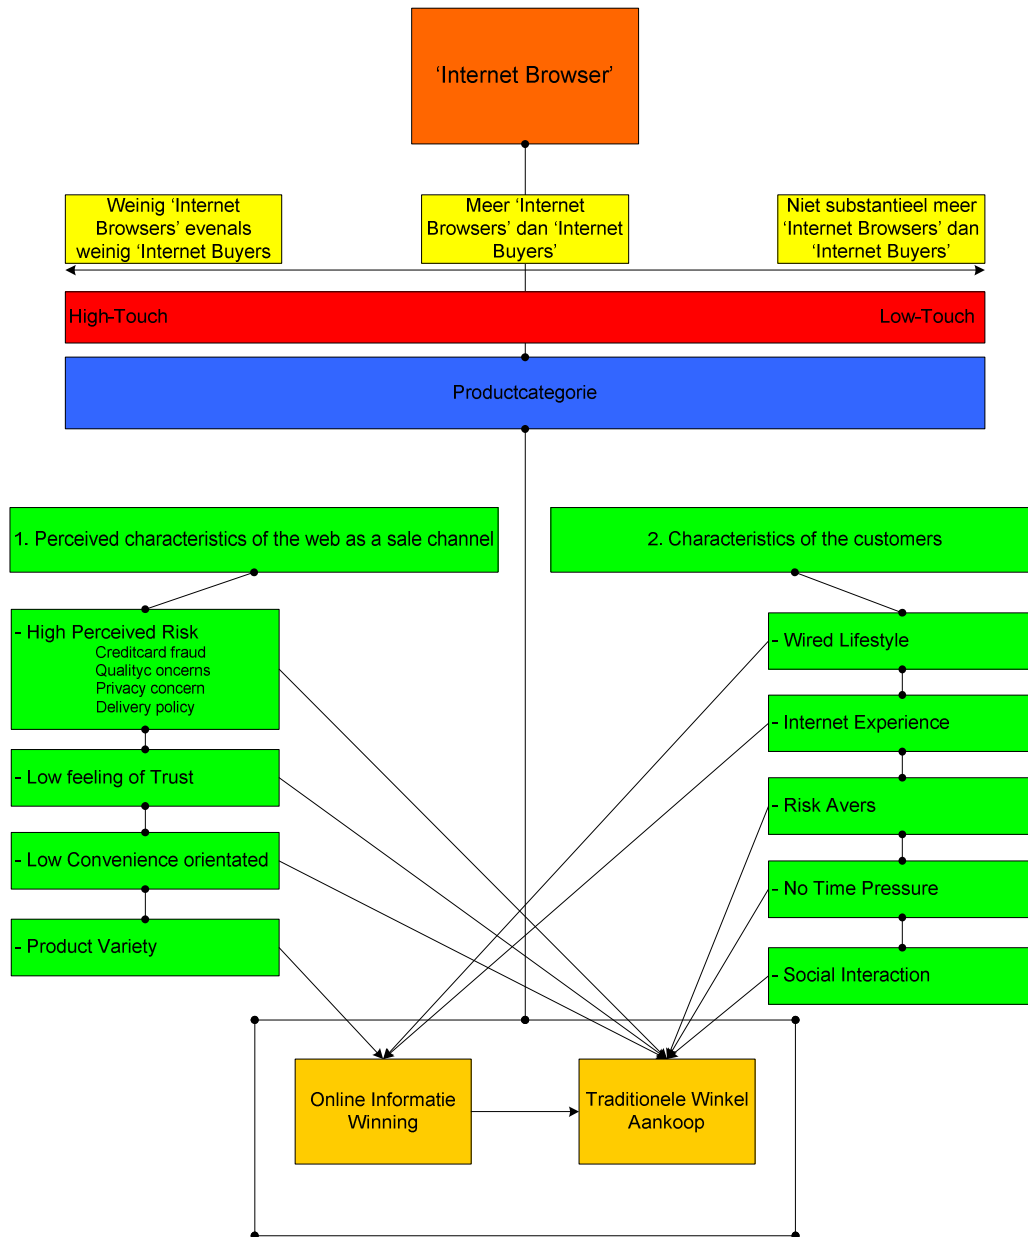 ‘Internet Browser’
Weinig ‘Internet
Browsers’ evenals
weinig ‘Internet Buyers
Meer ‘Internet
Browsers’ dan ‘Internet
Buyers’
Niet substantieel meer
‘Internet Browsers’ dan
‘Internet Buyers’
High-Touch
Low-Touch
Productcategorie
1. Perceived characteristics of the web as a sale channel
2. Characteristics of the customers
- High Perceived Risk
Creditcard fraud
Qualityc oncerns
Privacy concern
Delivery policy
- Low feeling of Trust
- Low Convenience orientated
- Product Variety
- Wired Lifestyle
- Internet Experience
- Risk Avers
- No Time Pressure
- Social Interaction
Online Informatie
Winning
Traditionele Winkel
Aankoop